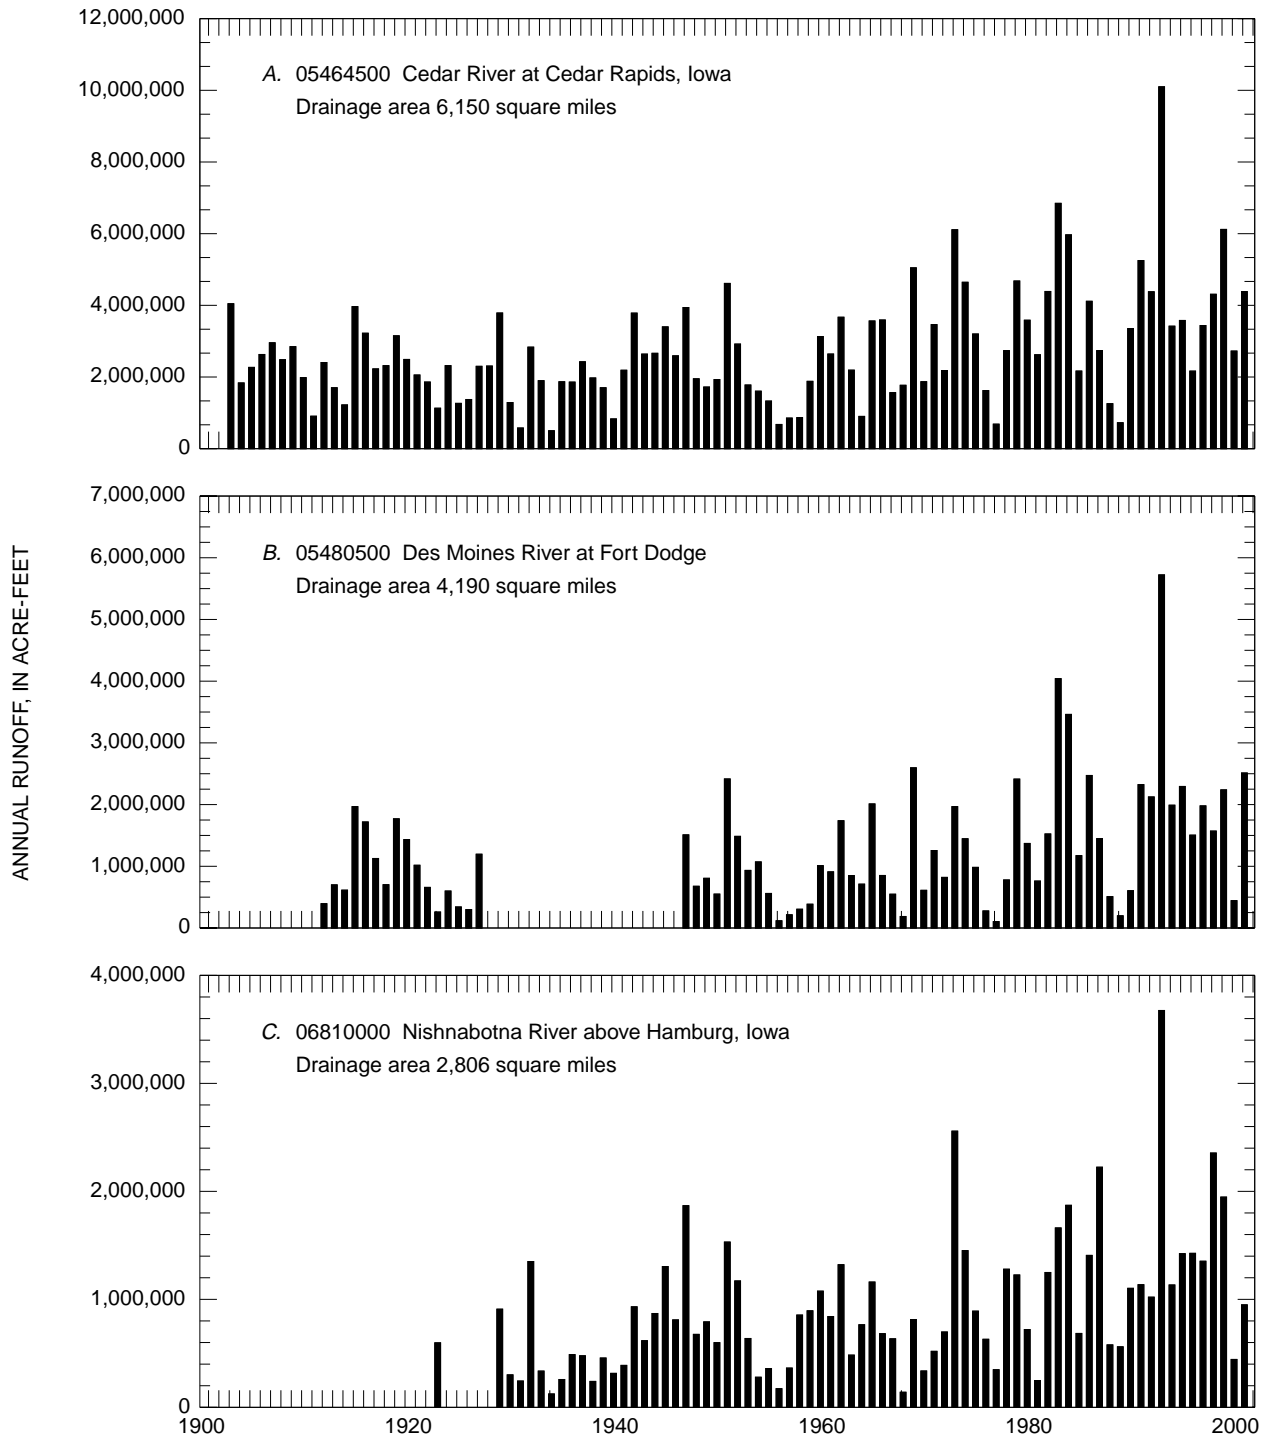 12,000,000
10,000,000
8,000,000
6,000,000
4,000,000
2,000,000
0
A. 05464500 Cedar River at Cedar Rapids, Iowa
Drainage area 6,150 square miles
ANNUAL RUNOFF, IN ACRE-FEET
7,000,000
6,000,000
5,000,000
4,000,000
3,000,000
2,000,000
1,000,000
0
B. 05480500 Des Moines River at Fort Dodge
Drainage area 4,190 square miles
4,000,000
3,000,000
2,000,000
1,000,000
0
C. 06810000 Nishnabotna River above Hamburg, Iowa
Drainage area 2,806 square miles
1900 1920 1940 1960 1980 2000